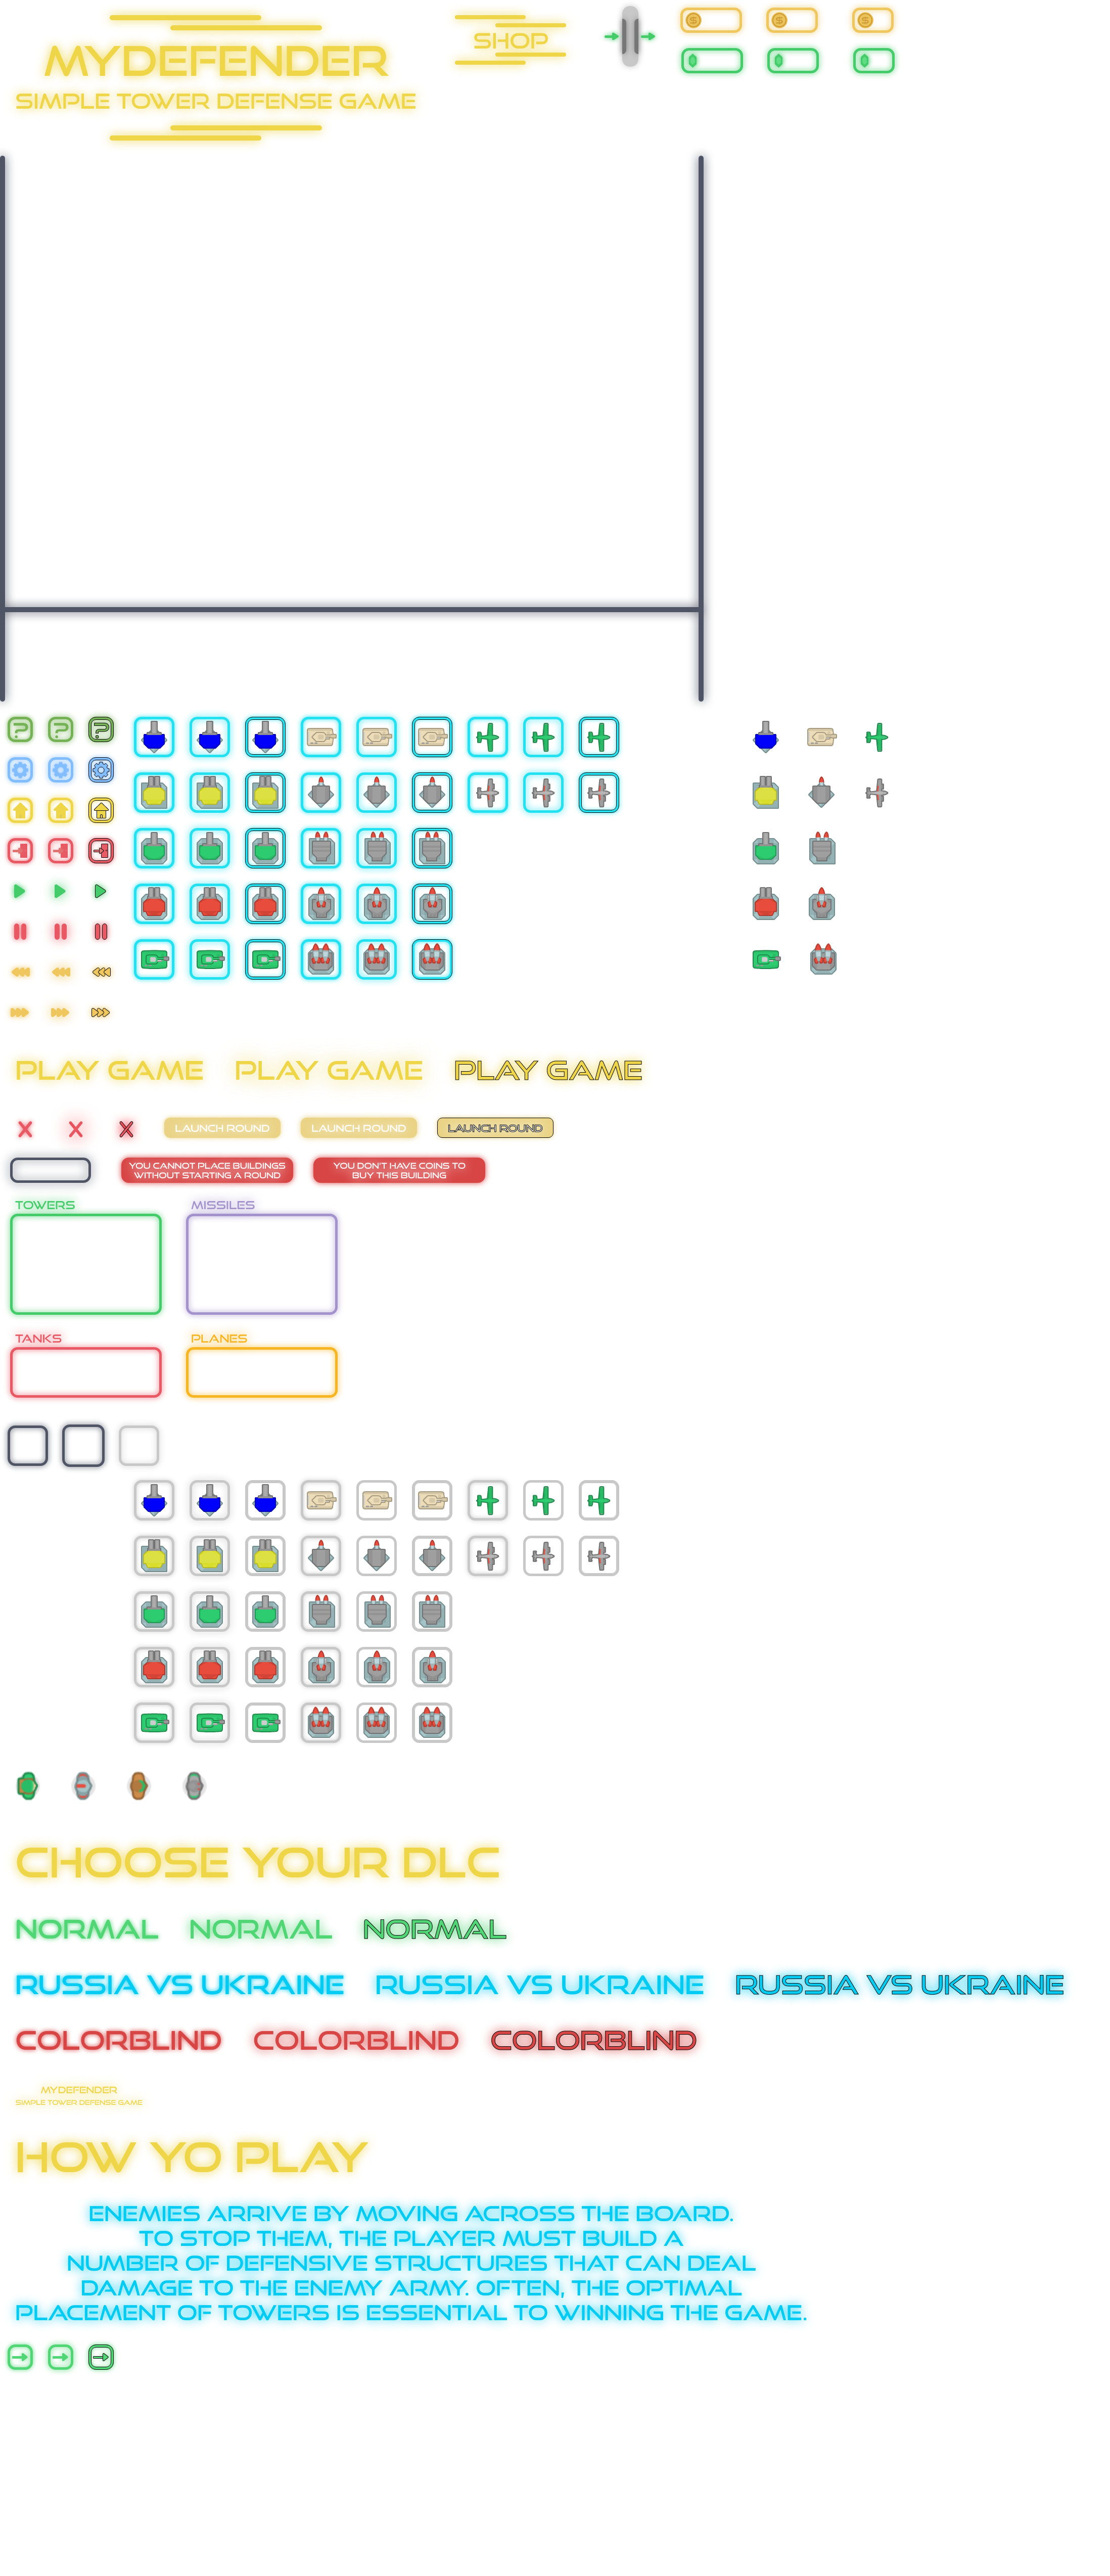 MYDEFENDER
SIMPLE TOWER DEFENSE GAME
SHOP
PLAY GAME PLAY GAME PLAY GAME
LAUNCH ROUND LAUNCH ROUND LAUNCH ROUND
YOU CANNOT PLACE BUILDINGS
WITHOUT STARTING A ROUND
YOU DON'T HAVE COINS TO
BUY THIS BUILDING
TOWERS
MISSILES
TANKS
PLANES
CHOOSE YOUR DLC
NORMAL NORMAL NORMAL
RUSSIA VS UKRAINE RUSSIA VS UKRAINE RUSSIA VS UKRAINE
COLORBLIND COLORBLIND COLORBLIND
MYDEFENDER
SIMPLE TOWER DEFENSE GAME
HOW YO PLAY
ENEMIES ARRIVE BY MOVING ACROSS THE BOARD.
TO STOP THEM, THE PLAYER MUST BUILD A
NUMBER OF DEFENSIVE STRUCTURES THAT CAN DEAL
DAMAGE TO THE ENEMY ARMY. OFTEN, THE OPTIMAL
PLACEMENT OF TOWERS IS ESSENTIAL TO WINNING THE GAME.